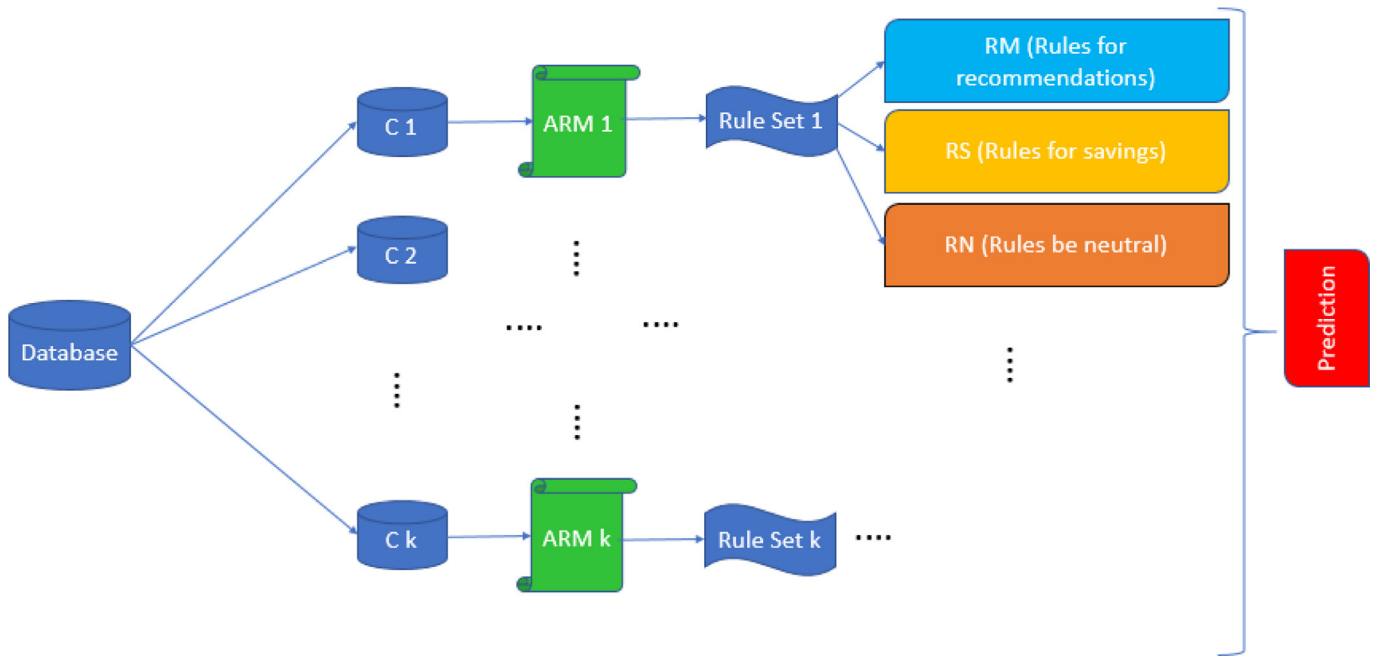 RM (Rules for
recommendations)
C 1
ARM 1
Rule Set 1
RS (Rules for savings)
C 2
RN (Rules be neutral)
Database
Prediction
C k
ARM k
Rule Set k